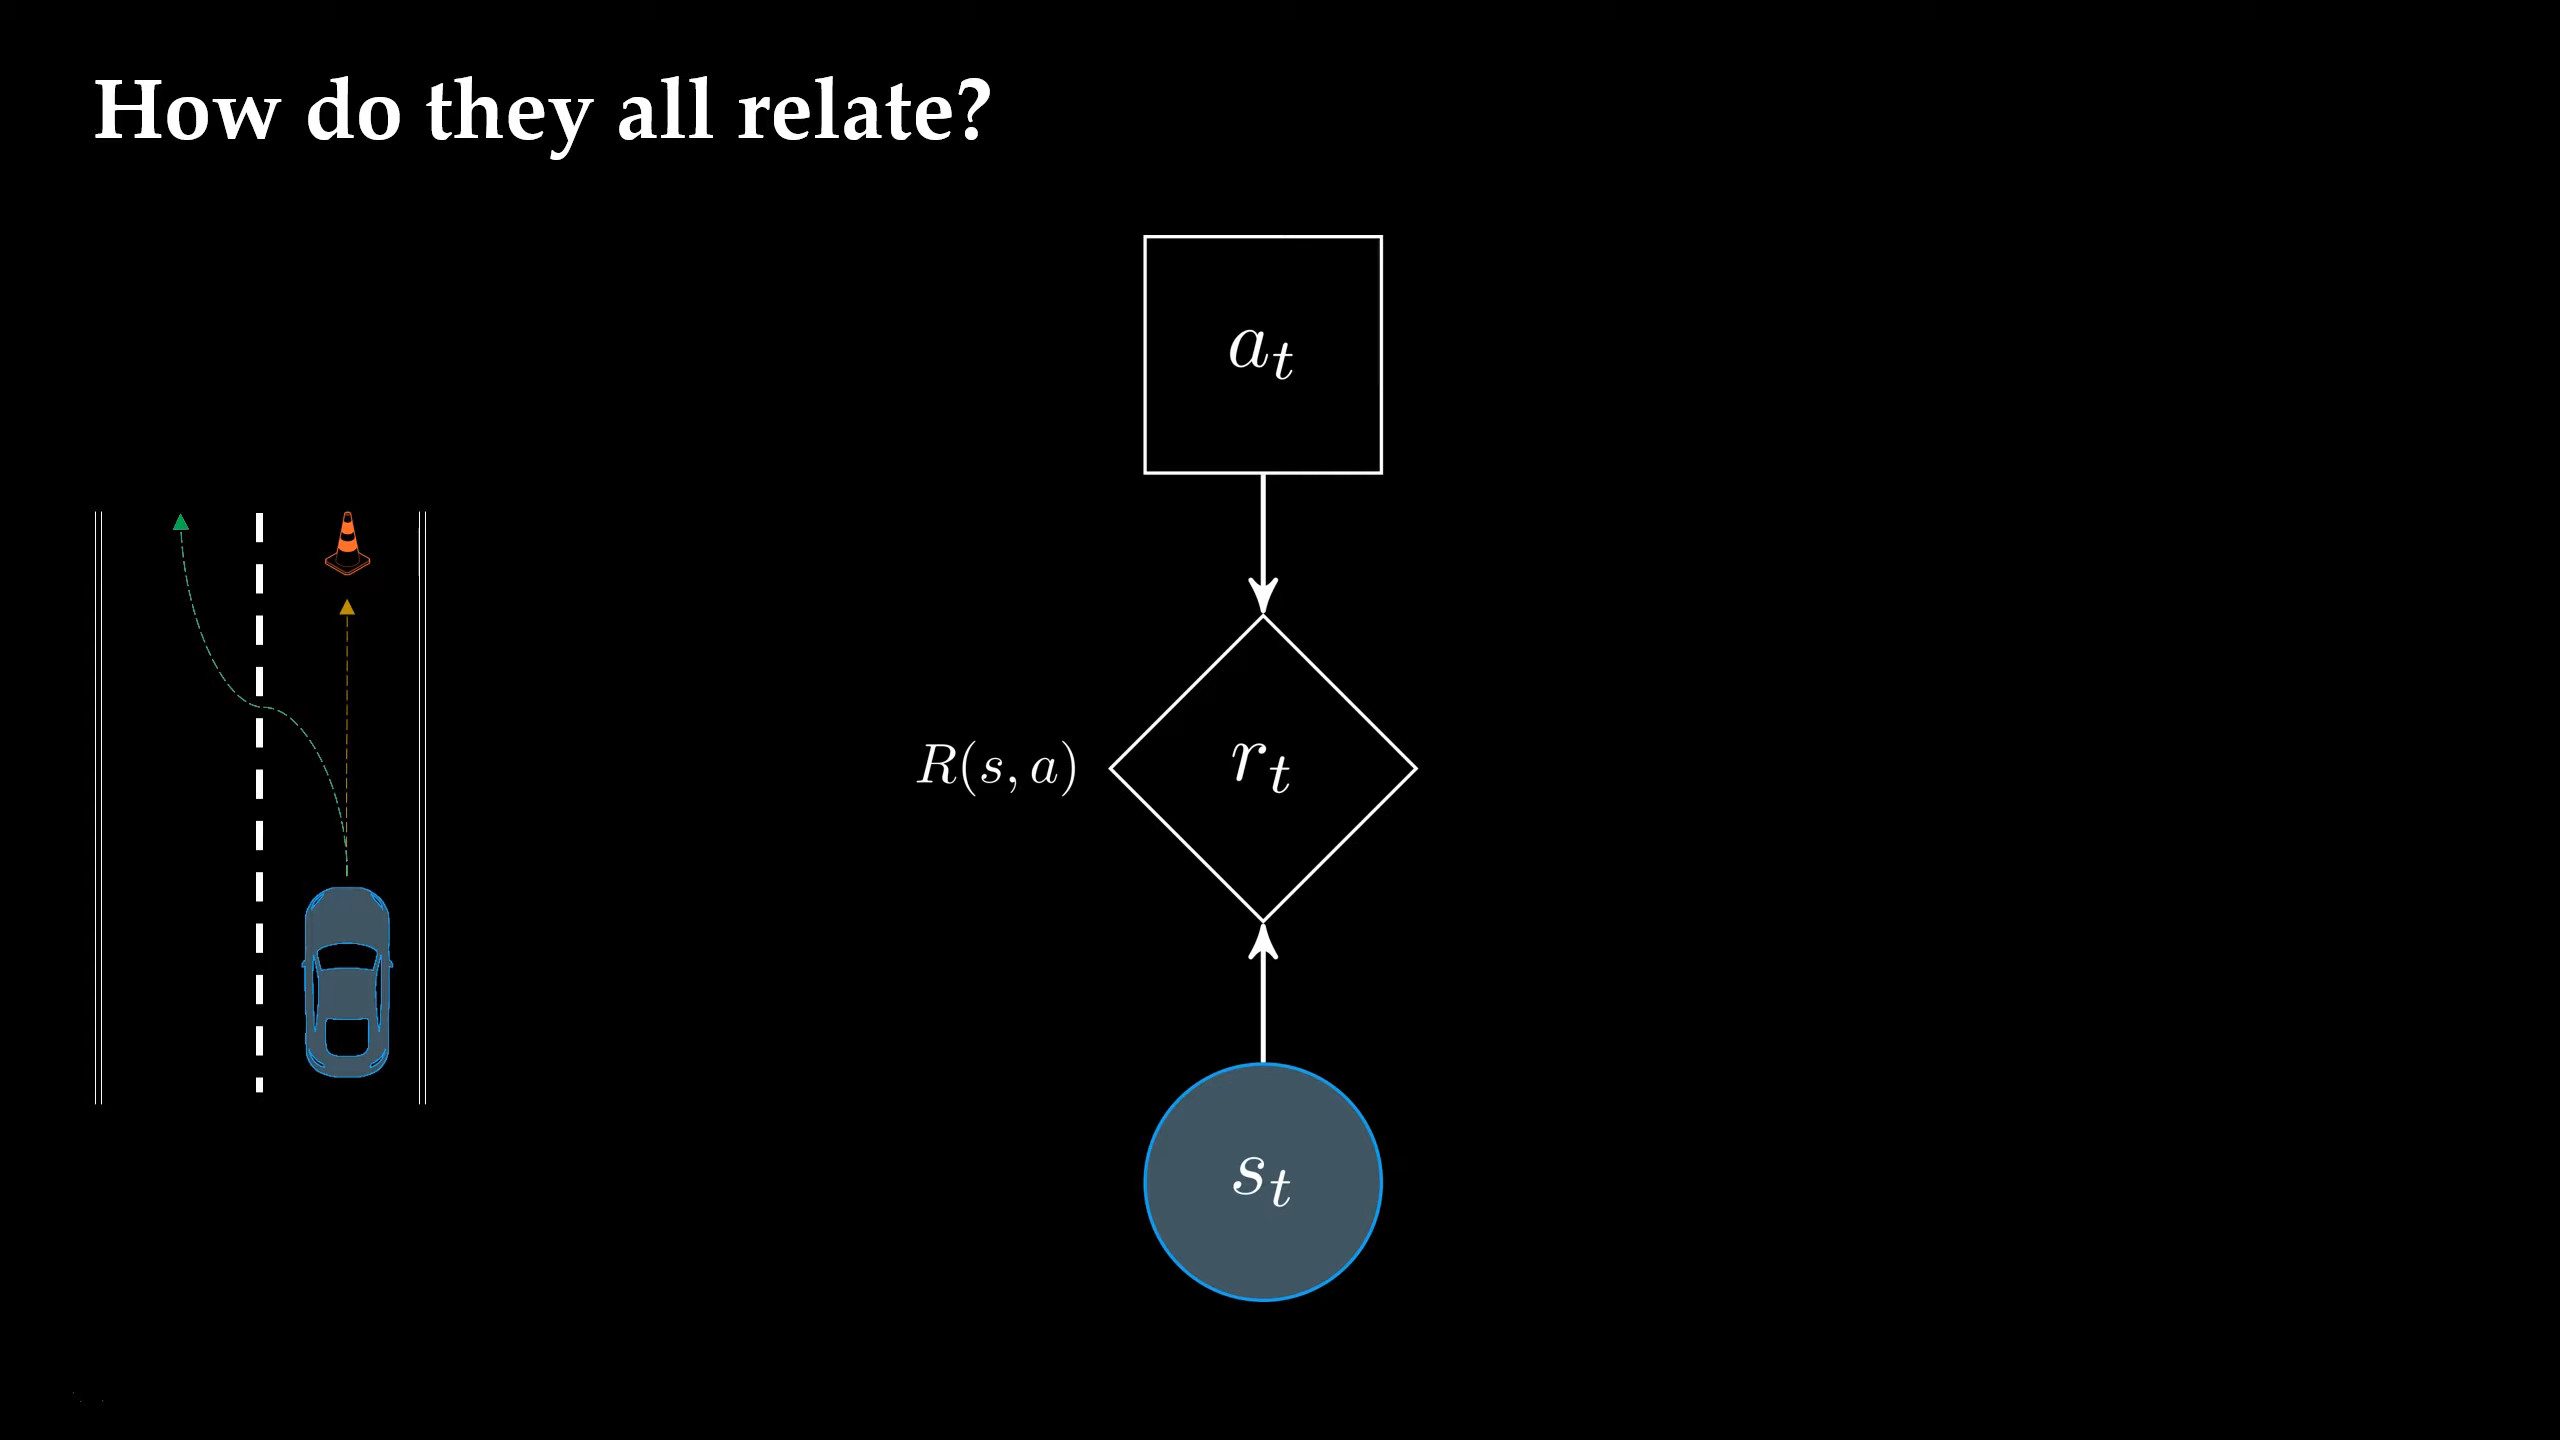 How do they all relate?
a_t
R(s, a)
r_t
s_t